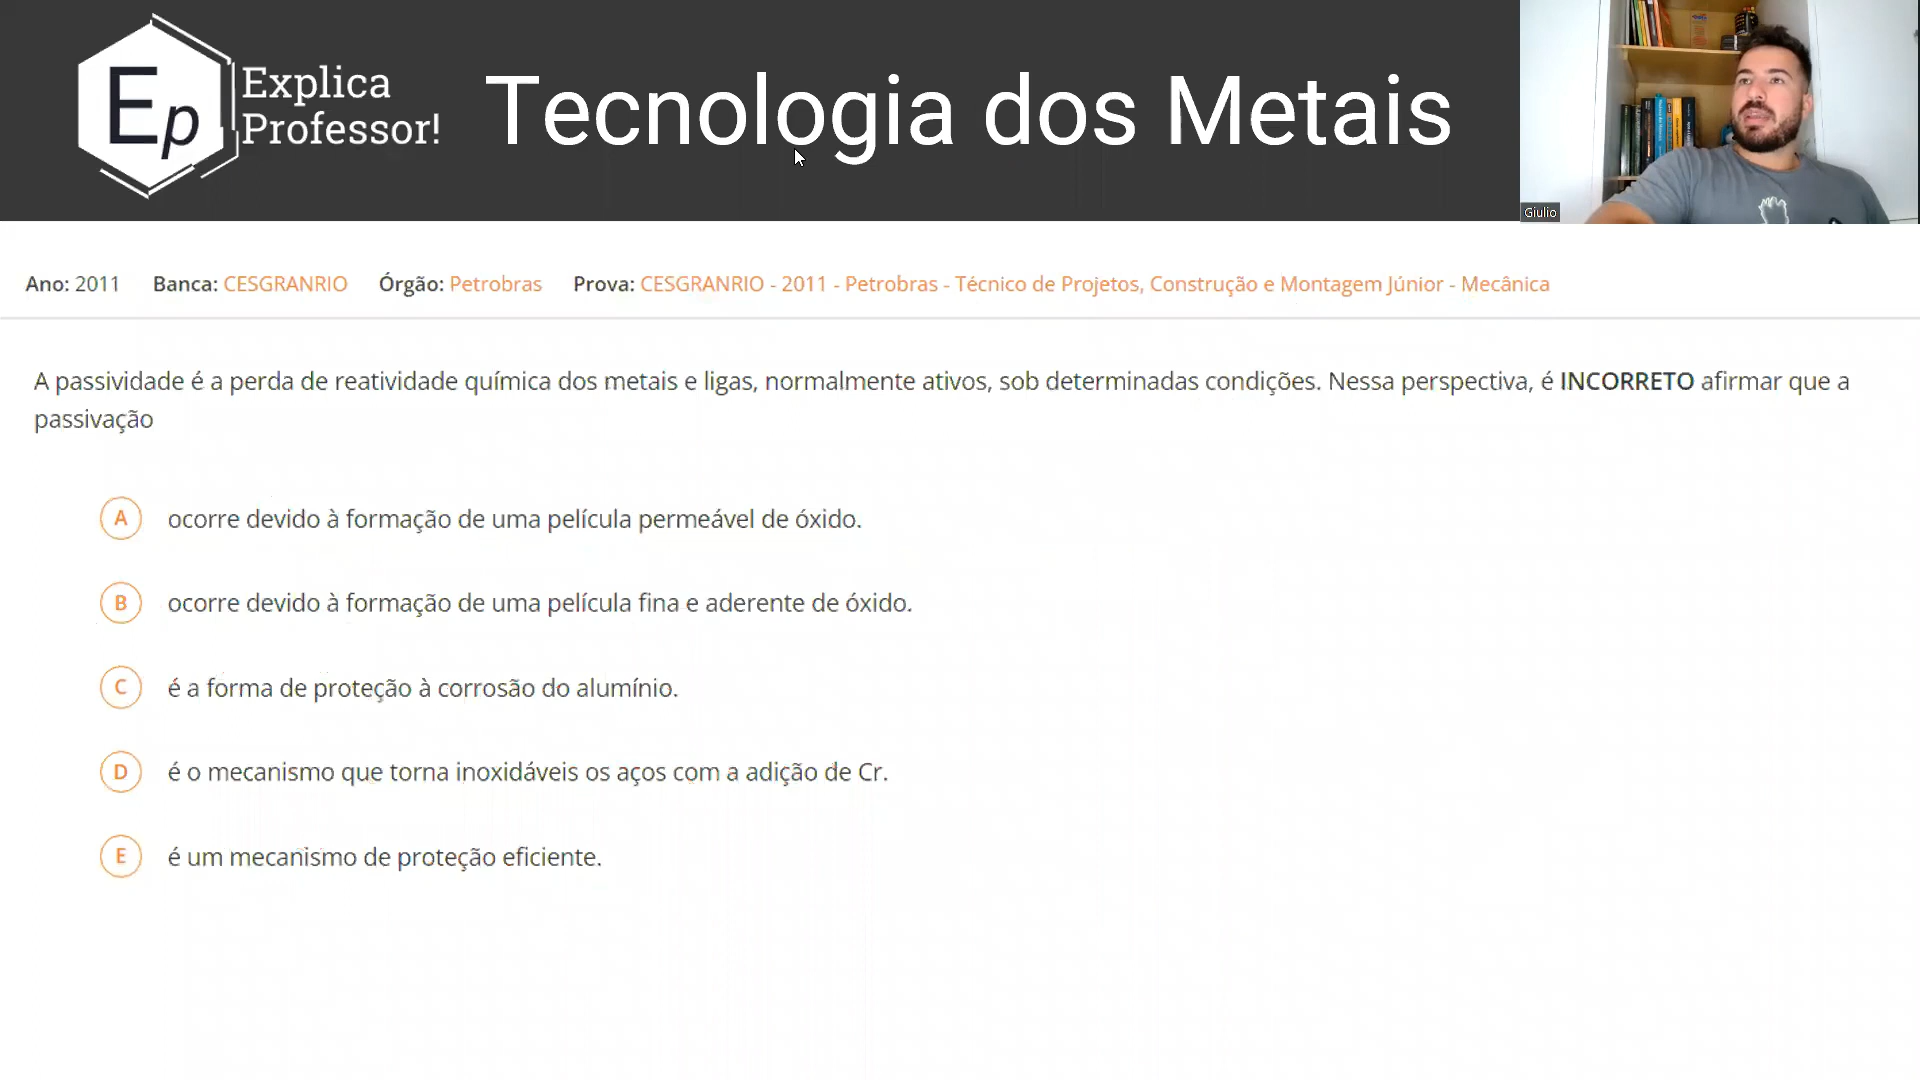 Ep
Explica
Professor!
Tecnologia dos Metais
Giulio
Ano: 2011 Banca: CESGRANRIO Órgão: Petrobras Prova: CESGRANRIO - 2011 - Petrobras - Técnico de Projetos, Construção e Montagem Júnior - Mecânica
A passividade é a perda de reatividade química dos metais e ligas, normalmente ativos, sob determinadas condições. Nessa perspectiva, é INCORRETO afirmar que a
passivação
A ocorre devido à formação de uma película permeável de óxido.
B ocorre devido à formação de uma película fina e aderente de óxido.
C é a forma de proteção à corrosão do alumínio.
D é o mecanismo que torna inoxidáveis os aços com a adição de Cr.
E é um mecanismo de proteção eficiente.